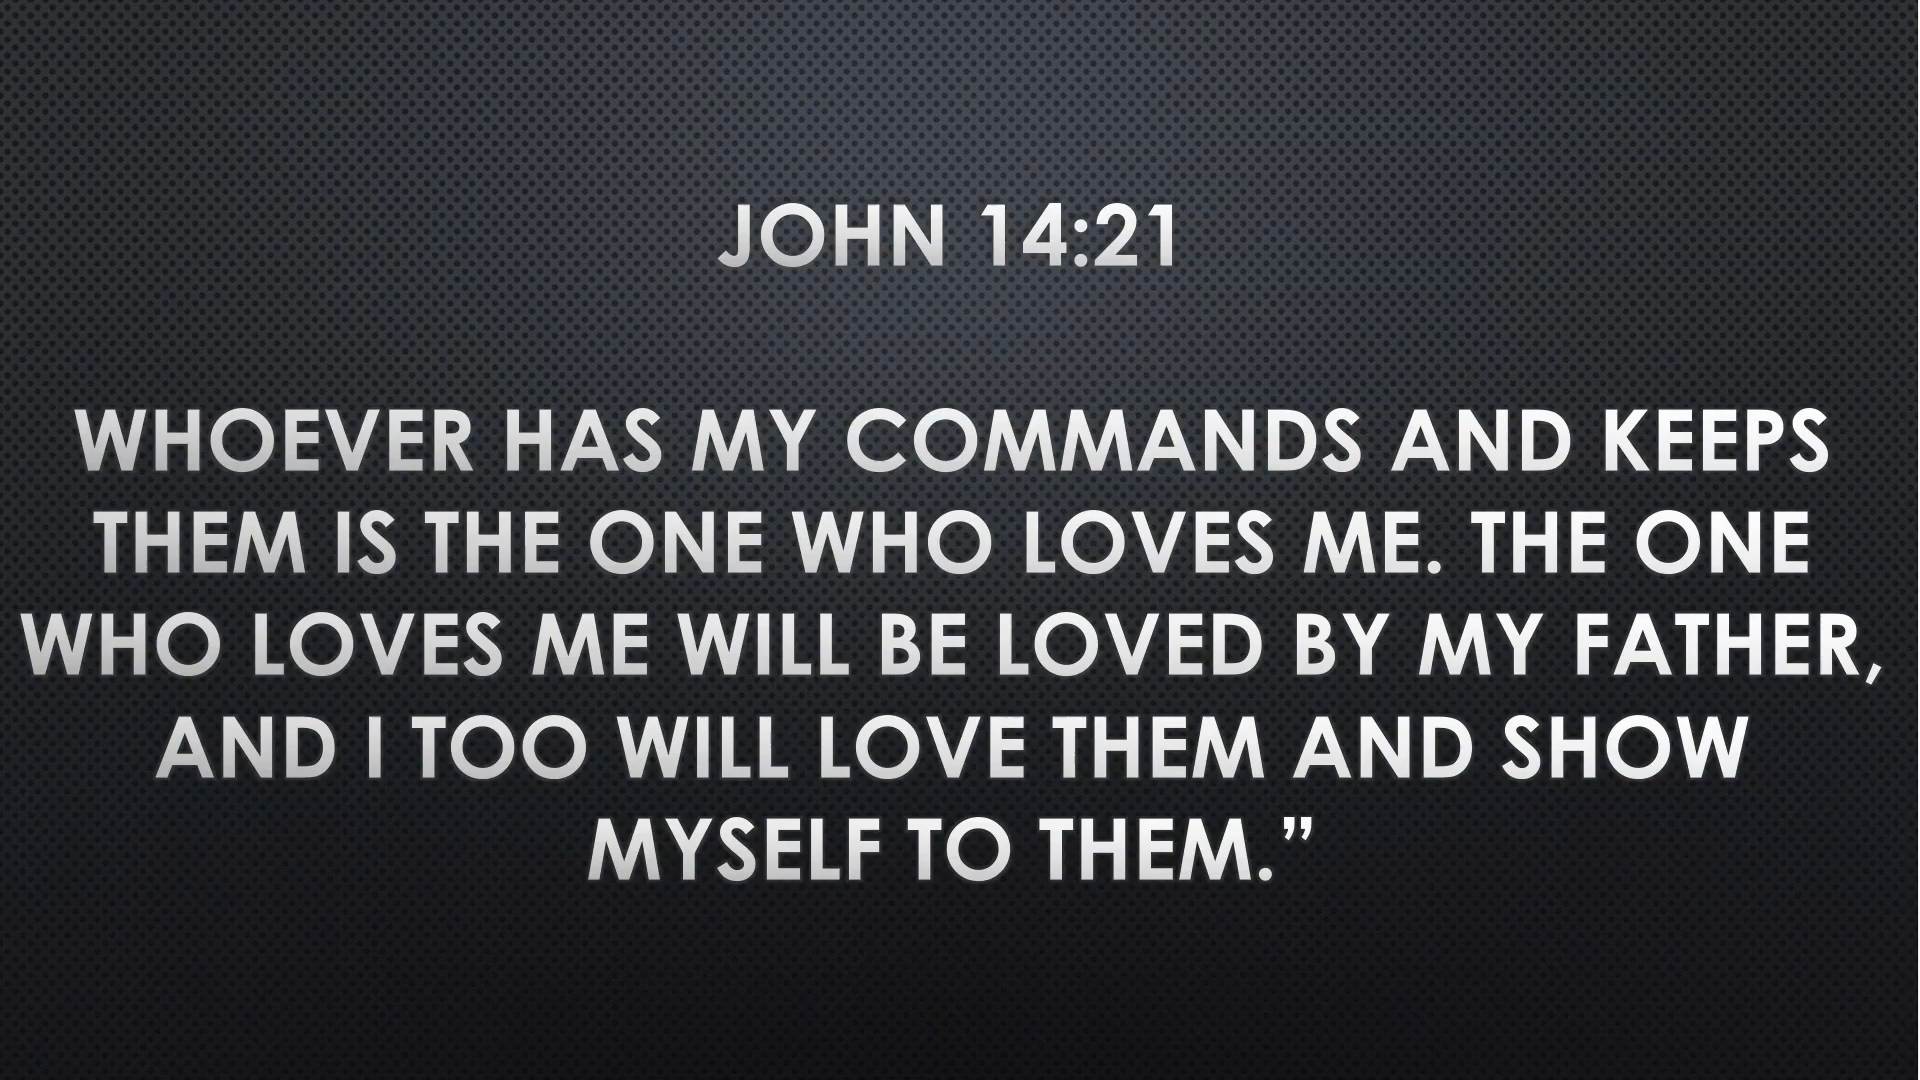 JOHN 14:21
WHOEVER HAS MY COMMANDS AND KEEPS
THEM IS THE ONE WHO LOVES ME. THE ONE
WHO LOVES ME WILL BE LOVED BY MY FATHER,
AND I TOO WILL LOVE THEM AND SHOW
MYSELF TO THEM.”